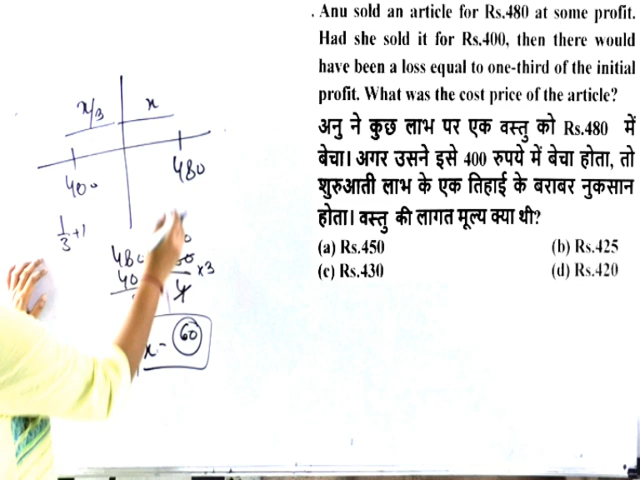 . Anu sold an article for Rs.480 at some profit.
Had she sold it for Rs.400, then there would
have been a loss equal to one-third of the initial
profit. What was the cost price of the article?
अनु ने कुछ लाभ पर एक वस्तु को Rs.480 में
बेचा। अगर उसने इसे 400 रुपये में बेचा होता, तो
शुरुआती लाभ के एक तिहाई के बराबर नुकसान
होता। वस्तु की लागत मूल्य क्या थी?
(a) Rs.450 (b) Rs.425
(c) Rs.430 (d) Rs.420
x/3 x
400 480
1/3 +1
480
40
4 ×3
x = 60